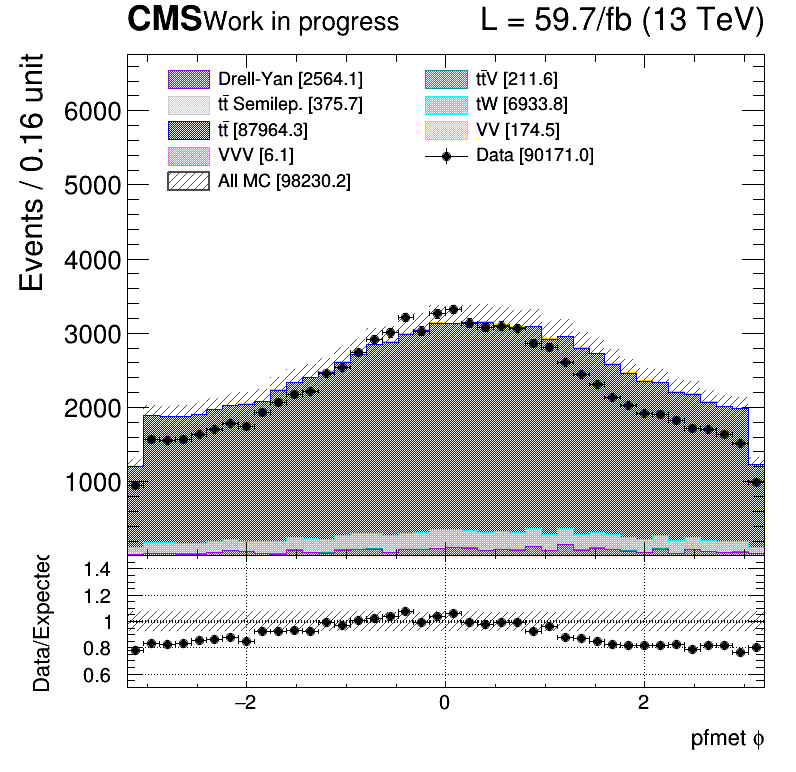 CMS Work in progress L = 59.7/fb (13 TeV)
Events / 0.16 unit
Drell-Yan [2564.1]
tt̄ Semilep. [375.7]
tt̄ [87964.3]
VVV [6.1]
All MC [98230.2]
tt̄V [211.6]
tW [6933.8]
VV [174.5]
Data [90171.0]
6000
5000
4000
3000
2000
1000
Data/Expected
1.4
1.2
1
0.8
0.6
−2 0 2
pfmet ϕ